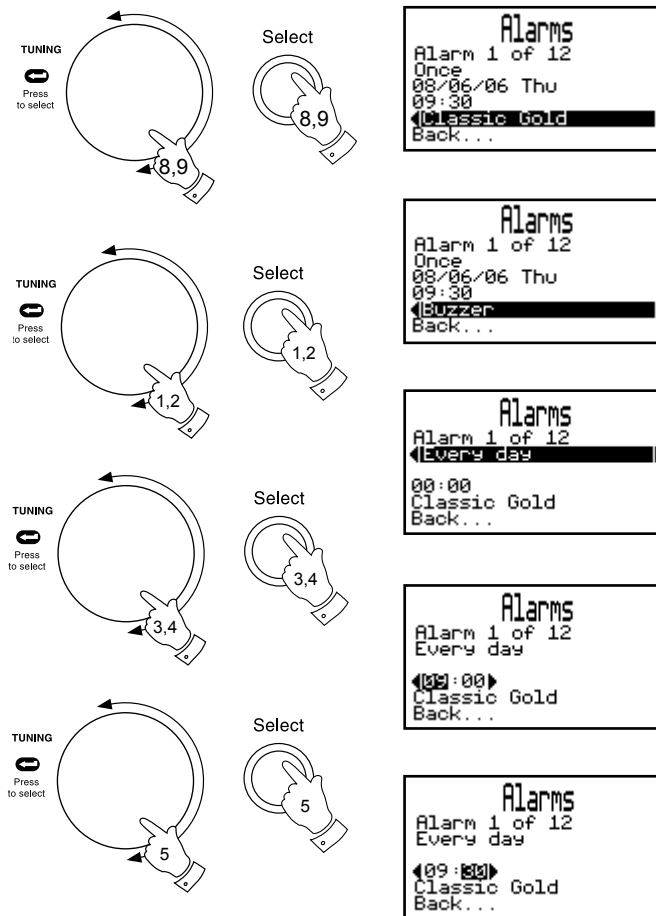 TUNING
Press
to select
8,9
Select
8,9
Alarms
Alarm 1 of 12
Once
08/06/06 Thu
09:30
Classic Gold
Back...
TUNING
Press
to select
1,2
Select
1,2
Alarms
Alarm 1 of 12
Once
08/06/06 Thu
09:30
Buzzer
Back...
TUNING
Press
to select
3,4
Select
3,4
Alarms
Alarm 1 of 12
Every day
00:00
Classic Gold
Back...
TUNING
Press
to select
5
Select
5
Alarms
Alarm 1 of 12
Every day
09:00
Classic Gold
Back...
Alarms
Alarm 1 of 12
Every day
09:30
Classic Gold
Back...